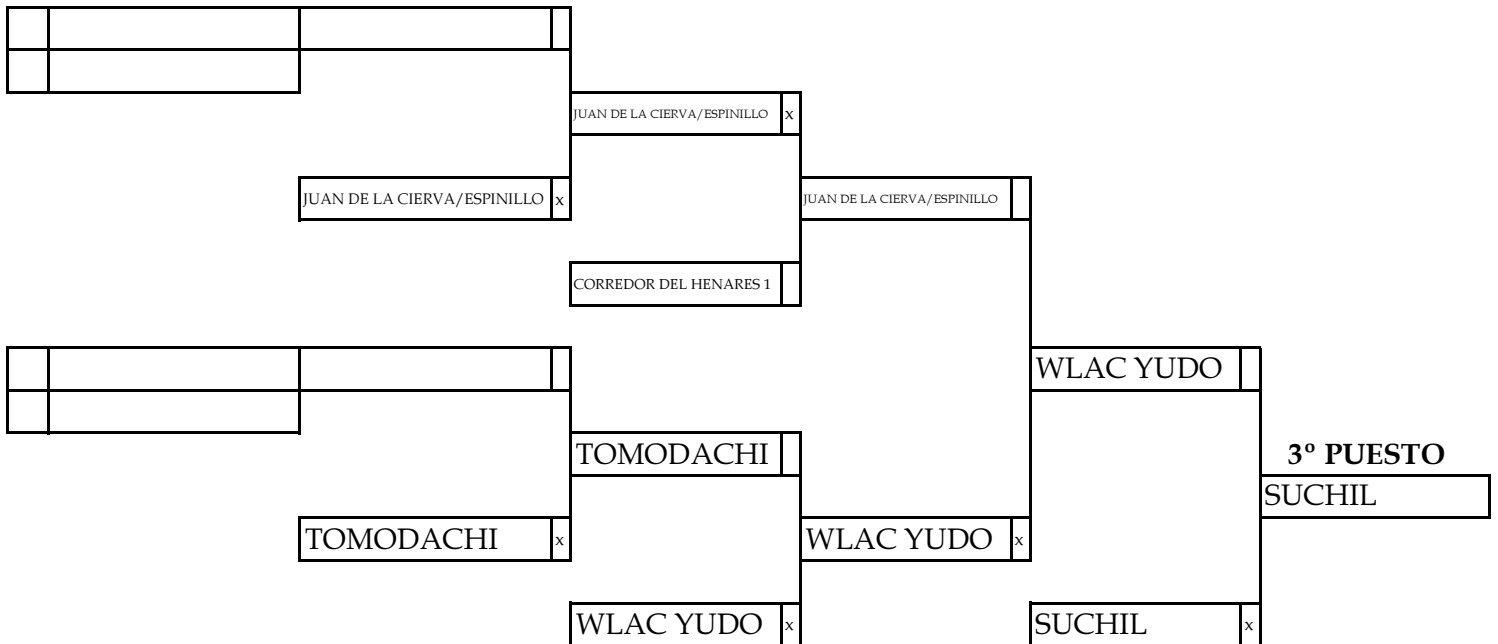 JUAN DE LA CIERVA/ESPINILLO x
JUAN DE LA CIERVA/ESPINILLO x
JUAN DE LA CIERVA/ESPINILLO
CORREDOR DEL HENARES 1
WLAC YUDO
TOMODACHI
3º PUESTO
SUCHIL
TOMODACHI x
WLAC YUDO x
WLAC YUDO x
SUCHIL x